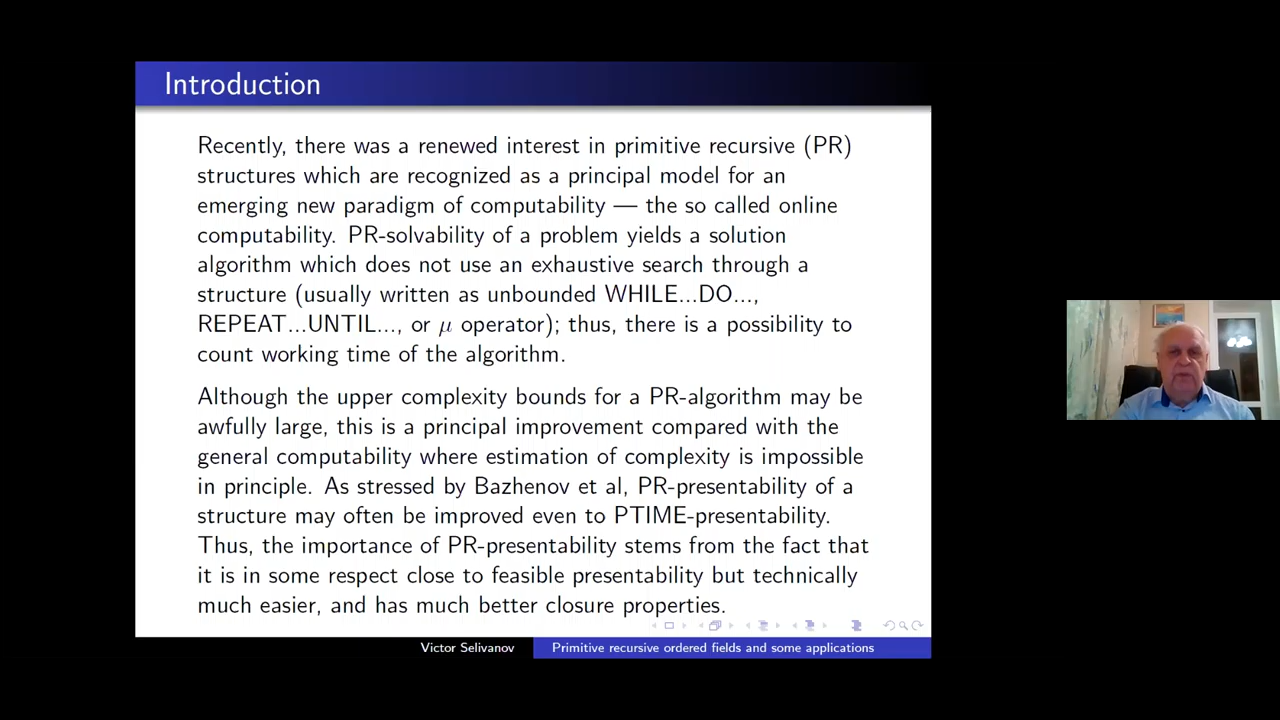 Introduction
Recently, there was a renewed interest in primitive recursive (PR)
structures which are recognized as a principal model for an
emerging new paradigm of computability — the so called online
computability. PR-solvability of a problem yields a solution
algorithm which does not use an exhaustive search through a
structure (usually written as unbounded WHILE...DO...,
REPEAT...UNTIL..., or μ operator); thus, there is a possibility to
count working time of the algorithm.
Although the upper complexity bounds for a PR-algorithm may be
awfully large, this is a principal improvement compared with the
general computability where estimation of complexity is impossible
in principle. As stressed by Bazhenov et al, PR-presentability of a
structure may often be improved even to PTIME-presentability.
Thus, the importance of PR-presentability stems from the fact that
it is in some respect close to feasible presentability but technically
much easier, and has much better closure properties.
Victor Selivanov
Primitive recursive ordered fields and some applications